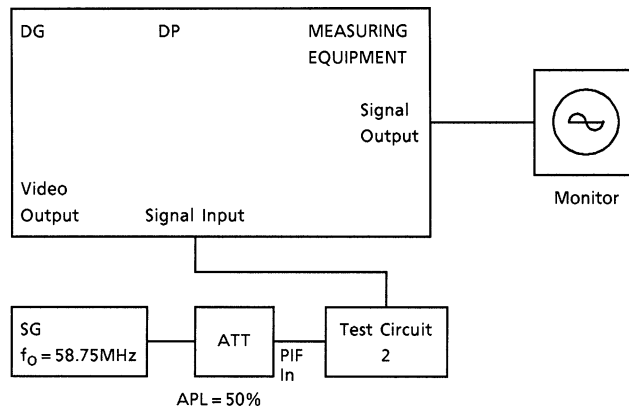 DG DP MEASURING
EQUIPMENT
Signal
Output
Monitor
Video
Output Signal Input
SG
fo = 58.75MHz
ATT
PIF
In
Test Circuit
2
APL = 50%